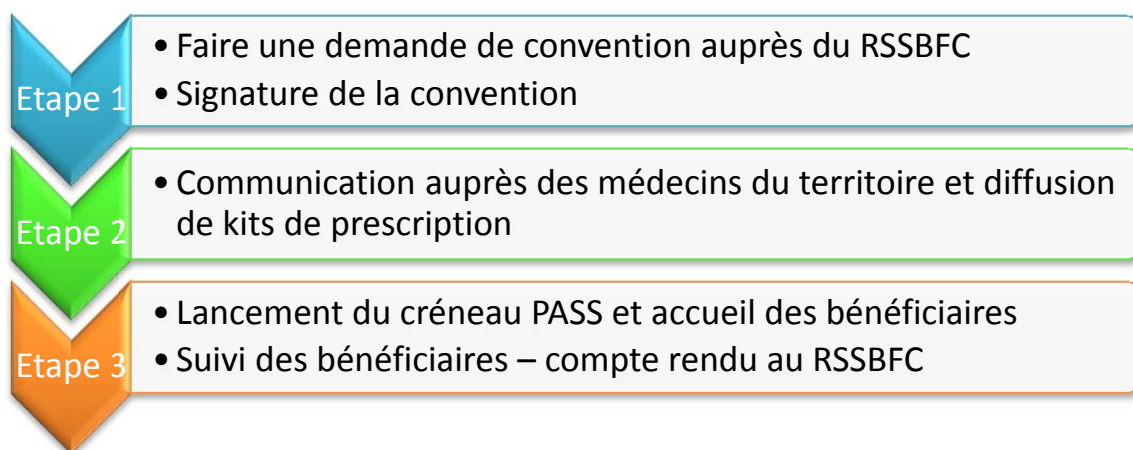 Etape 1
• Faire une demande de convention auprès du RSSBFC
• Signature de la convention
Etape 2
• Communication auprès des médecins du territoire et diffusion
de kits de prescription
Etape 3
• Lancement du créneau PASS et accueil des bénéficiaires
• Suivi des bénéficiaires – compte rendu au RSSBFC